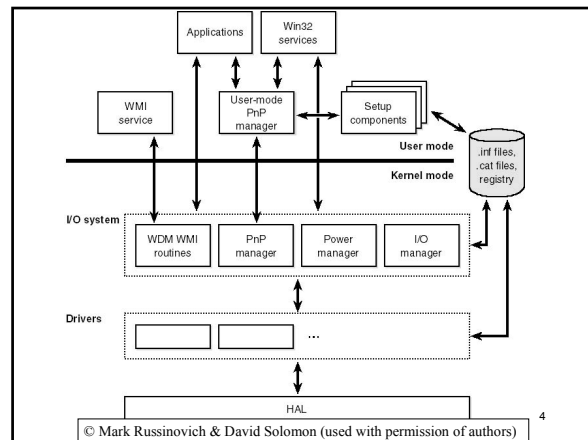 Applications
Win32
services
WMI
service
User-mode
PnP
manager
Setup
components
User mode
Kernel mode
.inf files,
.cat files,
registry
I/O system
WDM WMI
routines
PnP
manager
Power
manager
I/O
manager
Drivers
...
HAL
4
© Mark Russinovich & David Solomon (used with permission of authors)